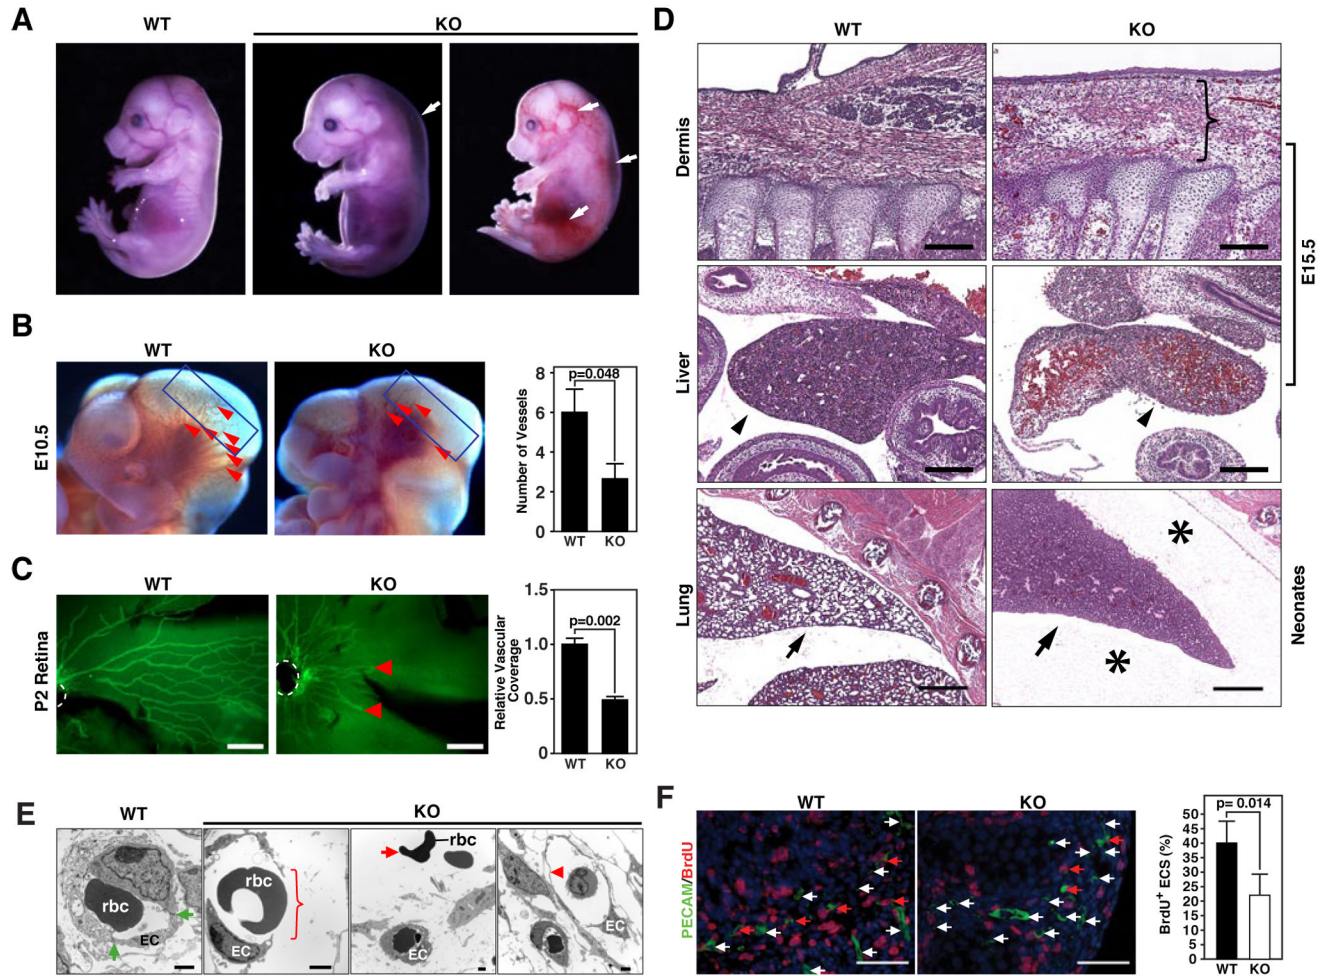 A
WT
KO
B
WT
KO
E10.5
Number of Vessels
8
6
4
2
0
p=0.048
WT
KO
C
WT
KO
P2 Retina
Relative Vascular
Coverage
1.5
1.0
0.5
0
p=0.002
WT
KO
D
WT
KO
Dermis
Liver
Lung
E15.5
Neonates
*
*
E
WT
KO
rbc
EC
rbc
EC
rbc
EC
EC
F
WT
KO
PECAM/BrdU
BrdU+ ECS (%)
50
45
40
35
30
25
20
15
10
5
0
p= 0.014
WT
KO